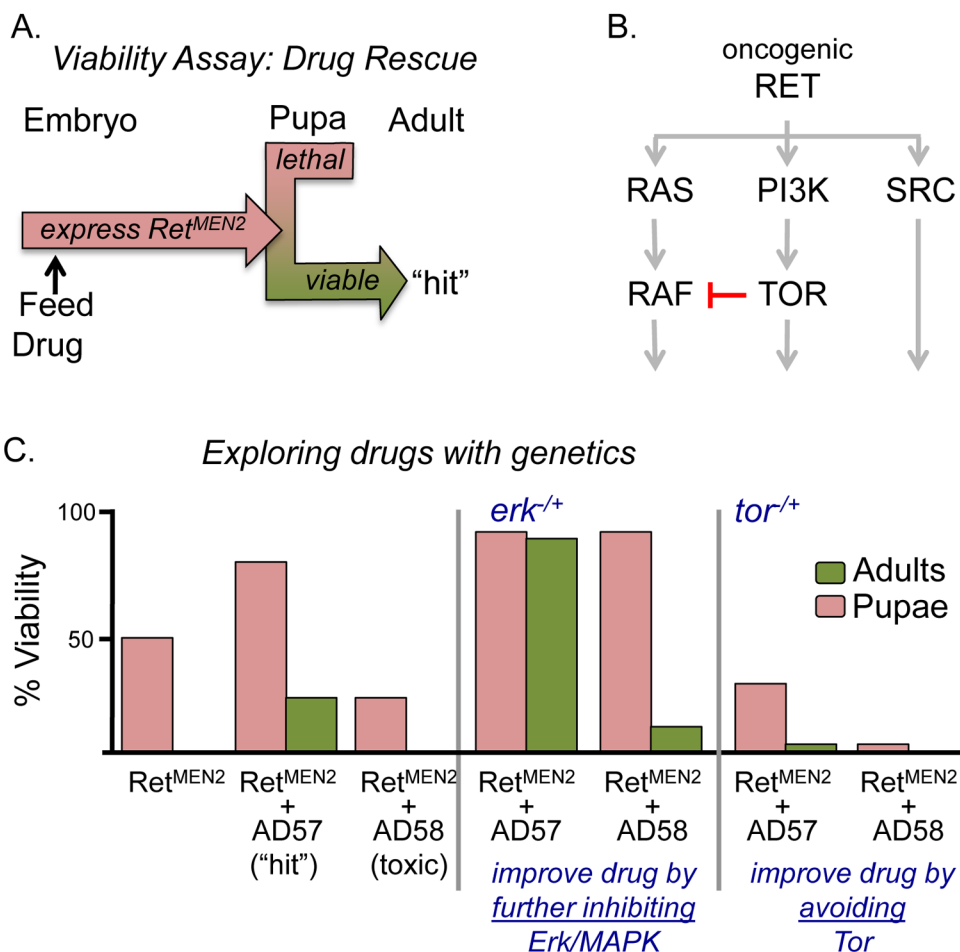 A.
Viability Assay: Drug Rescue
Embryo Pupa Adult
lethal
express Ret^MEN2
viable "hit"
Feed
Drug
B.
oncogenic
RET
RAS PI3K SRC
RAF TOR
C.
Exploring drugs with genetics
erk-/+ tor-/+
100
50
% Viability
Adults
Pupae
Ret^MEN2
Ret^MEN2
+
AD57
("hit")
Ret^MEN2
+
AD58
(toxic)
Ret^MEN2
+
AD57
Ret^MEN2
+
AD58
improve drug by
further inhibiting
Erk/MAPK
Ret^MEN2
+
AD57
Ret^MEN2
+
AD58
improve drug by
avoiding
Tor